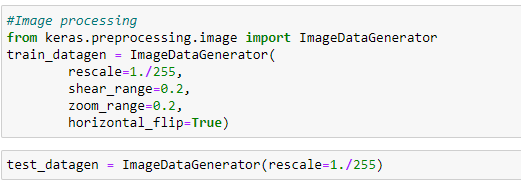 #Image processing
from keras.preprocessing.image import ImageDataGenerator
train_datagen = ImageDataGenerator(
        rescale=1./255,
        shear_range=0.2,
        zoom_range=0.2,
        horizontal_flip=True)
test_datagen = ImageDataGenerator(rescale=1./255)